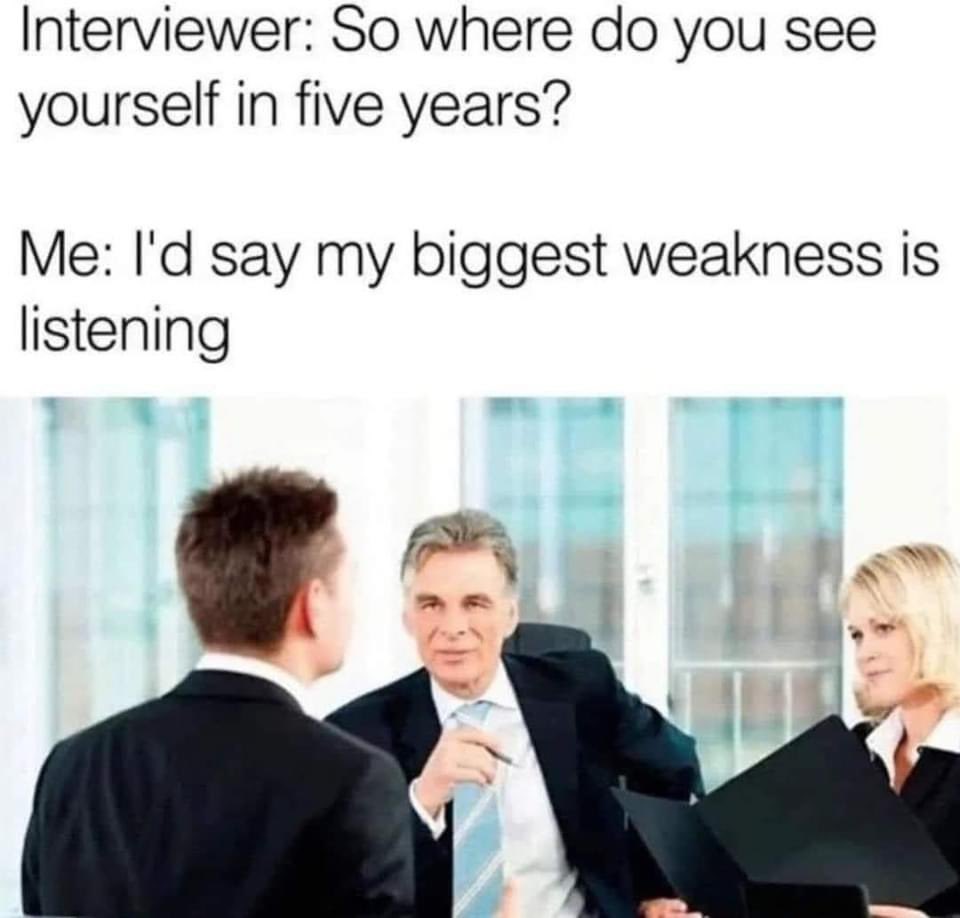 Interviewer: So where do you see
yourself in five years?
Me: I'd say my biggest weakness is
listening